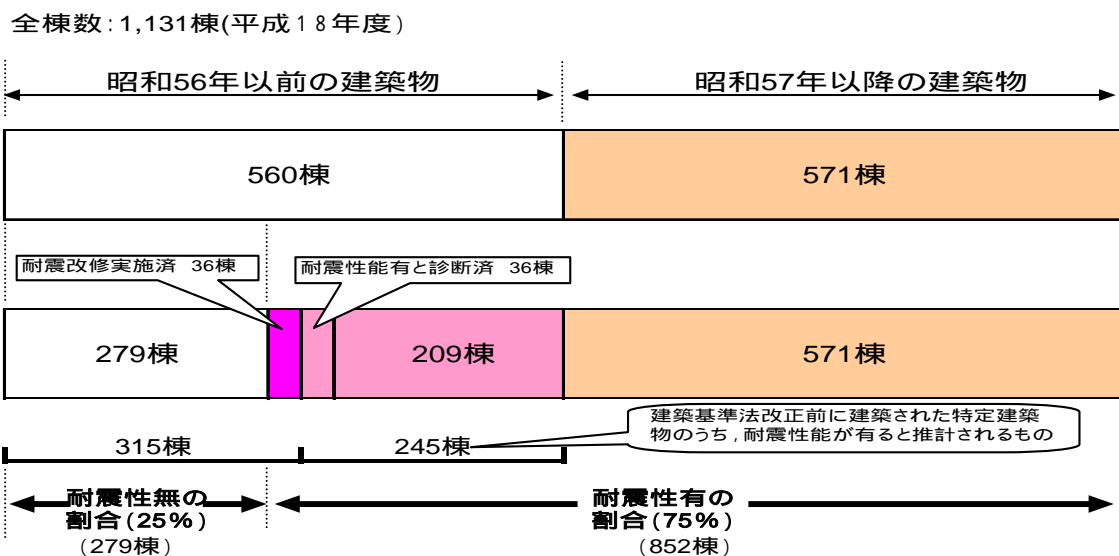 全棟数:1,131棟(平成18年度)
昭和56年以前の建築物
昭和57年以降の建築物
560棟
571棟
耐震改修実施済 36棟
耐震性能有と診断済 36棟
279棟
209棟
571棟
315棟
245棟
建築基準法改正前に建築された特定建築
物のうち,耐震性能が有ると推計されるもの
耐震性無の
割合(25%)
(279棟)
耐震性有の
割合(75%)
(852棟)